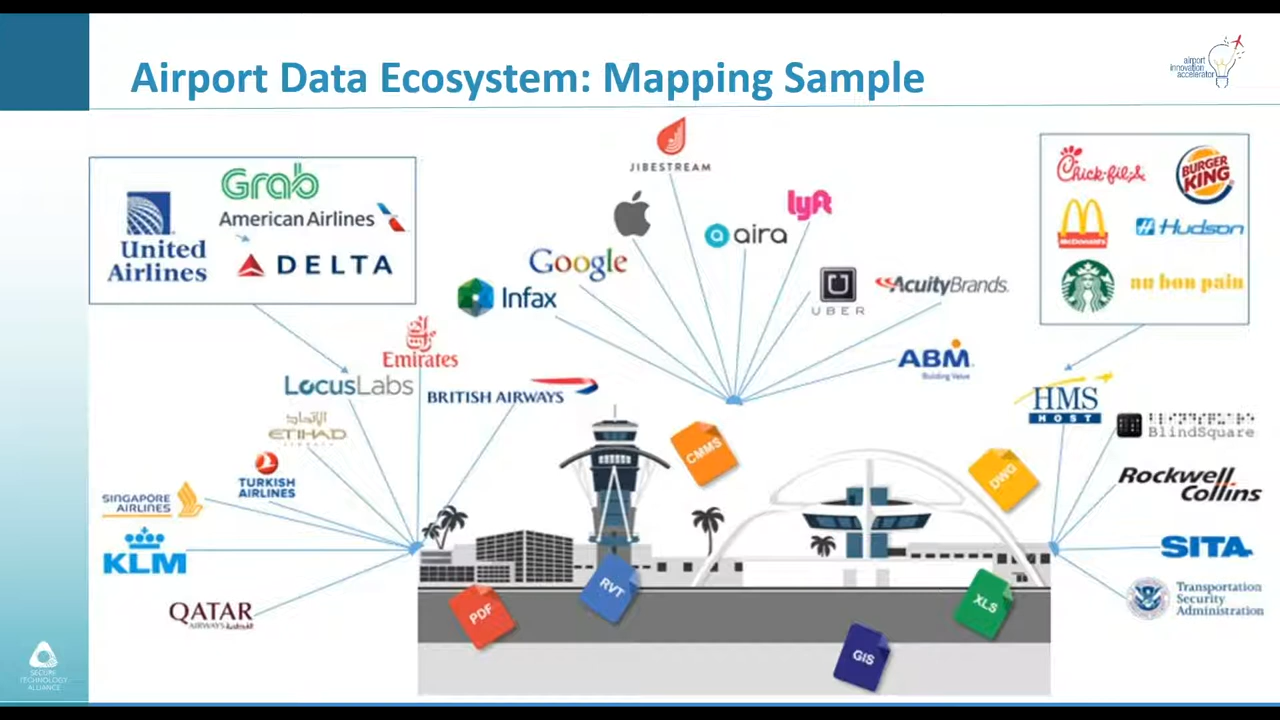 Airport Data Ecosystem: Mapping Sample
airport
innovation
accelerator
JIBESTREAM
Grab
American Airlines
United
Airlines
DELTA
Chick-fil-A
BURGER
KING
McDonald's
Hudson
au bon pain
lyft
aira
Google
Infax
UBER
AcuityBrands
Emirates
ABM
Building Value
LocusLabs
BRITISH AIRWAYS
HMS
HOST
الإتحاد
ETIHAD
AIRWAYS
BlindSquare
CMMS
DWG
TURKISH
AIRLINES
Rockwell
Collins
SINGAPORE
AIRLINES
KLM
SITA
QATAR
AIRWAYS القطرية
PDF
RVT
XLS
GIS
Transportation
Security
Administration
SECURE
TECHNOLOGY
ALLIANCE